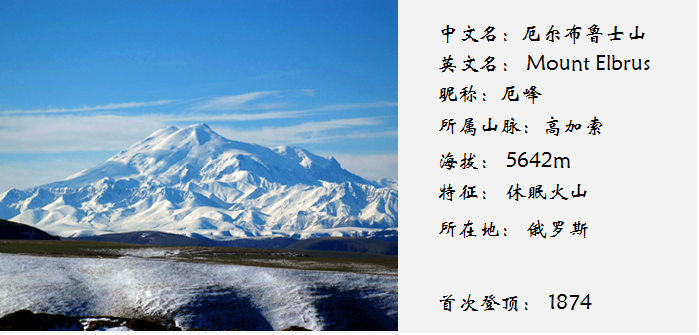 中文名：厄尔布鲁士山
英文名： Mount Elbrus
昵称：厄峰
所属山脉：高加索
海拔： 5642m
特征： 休眠火山
所在地： 俄罗斯
首次登顶： 1874